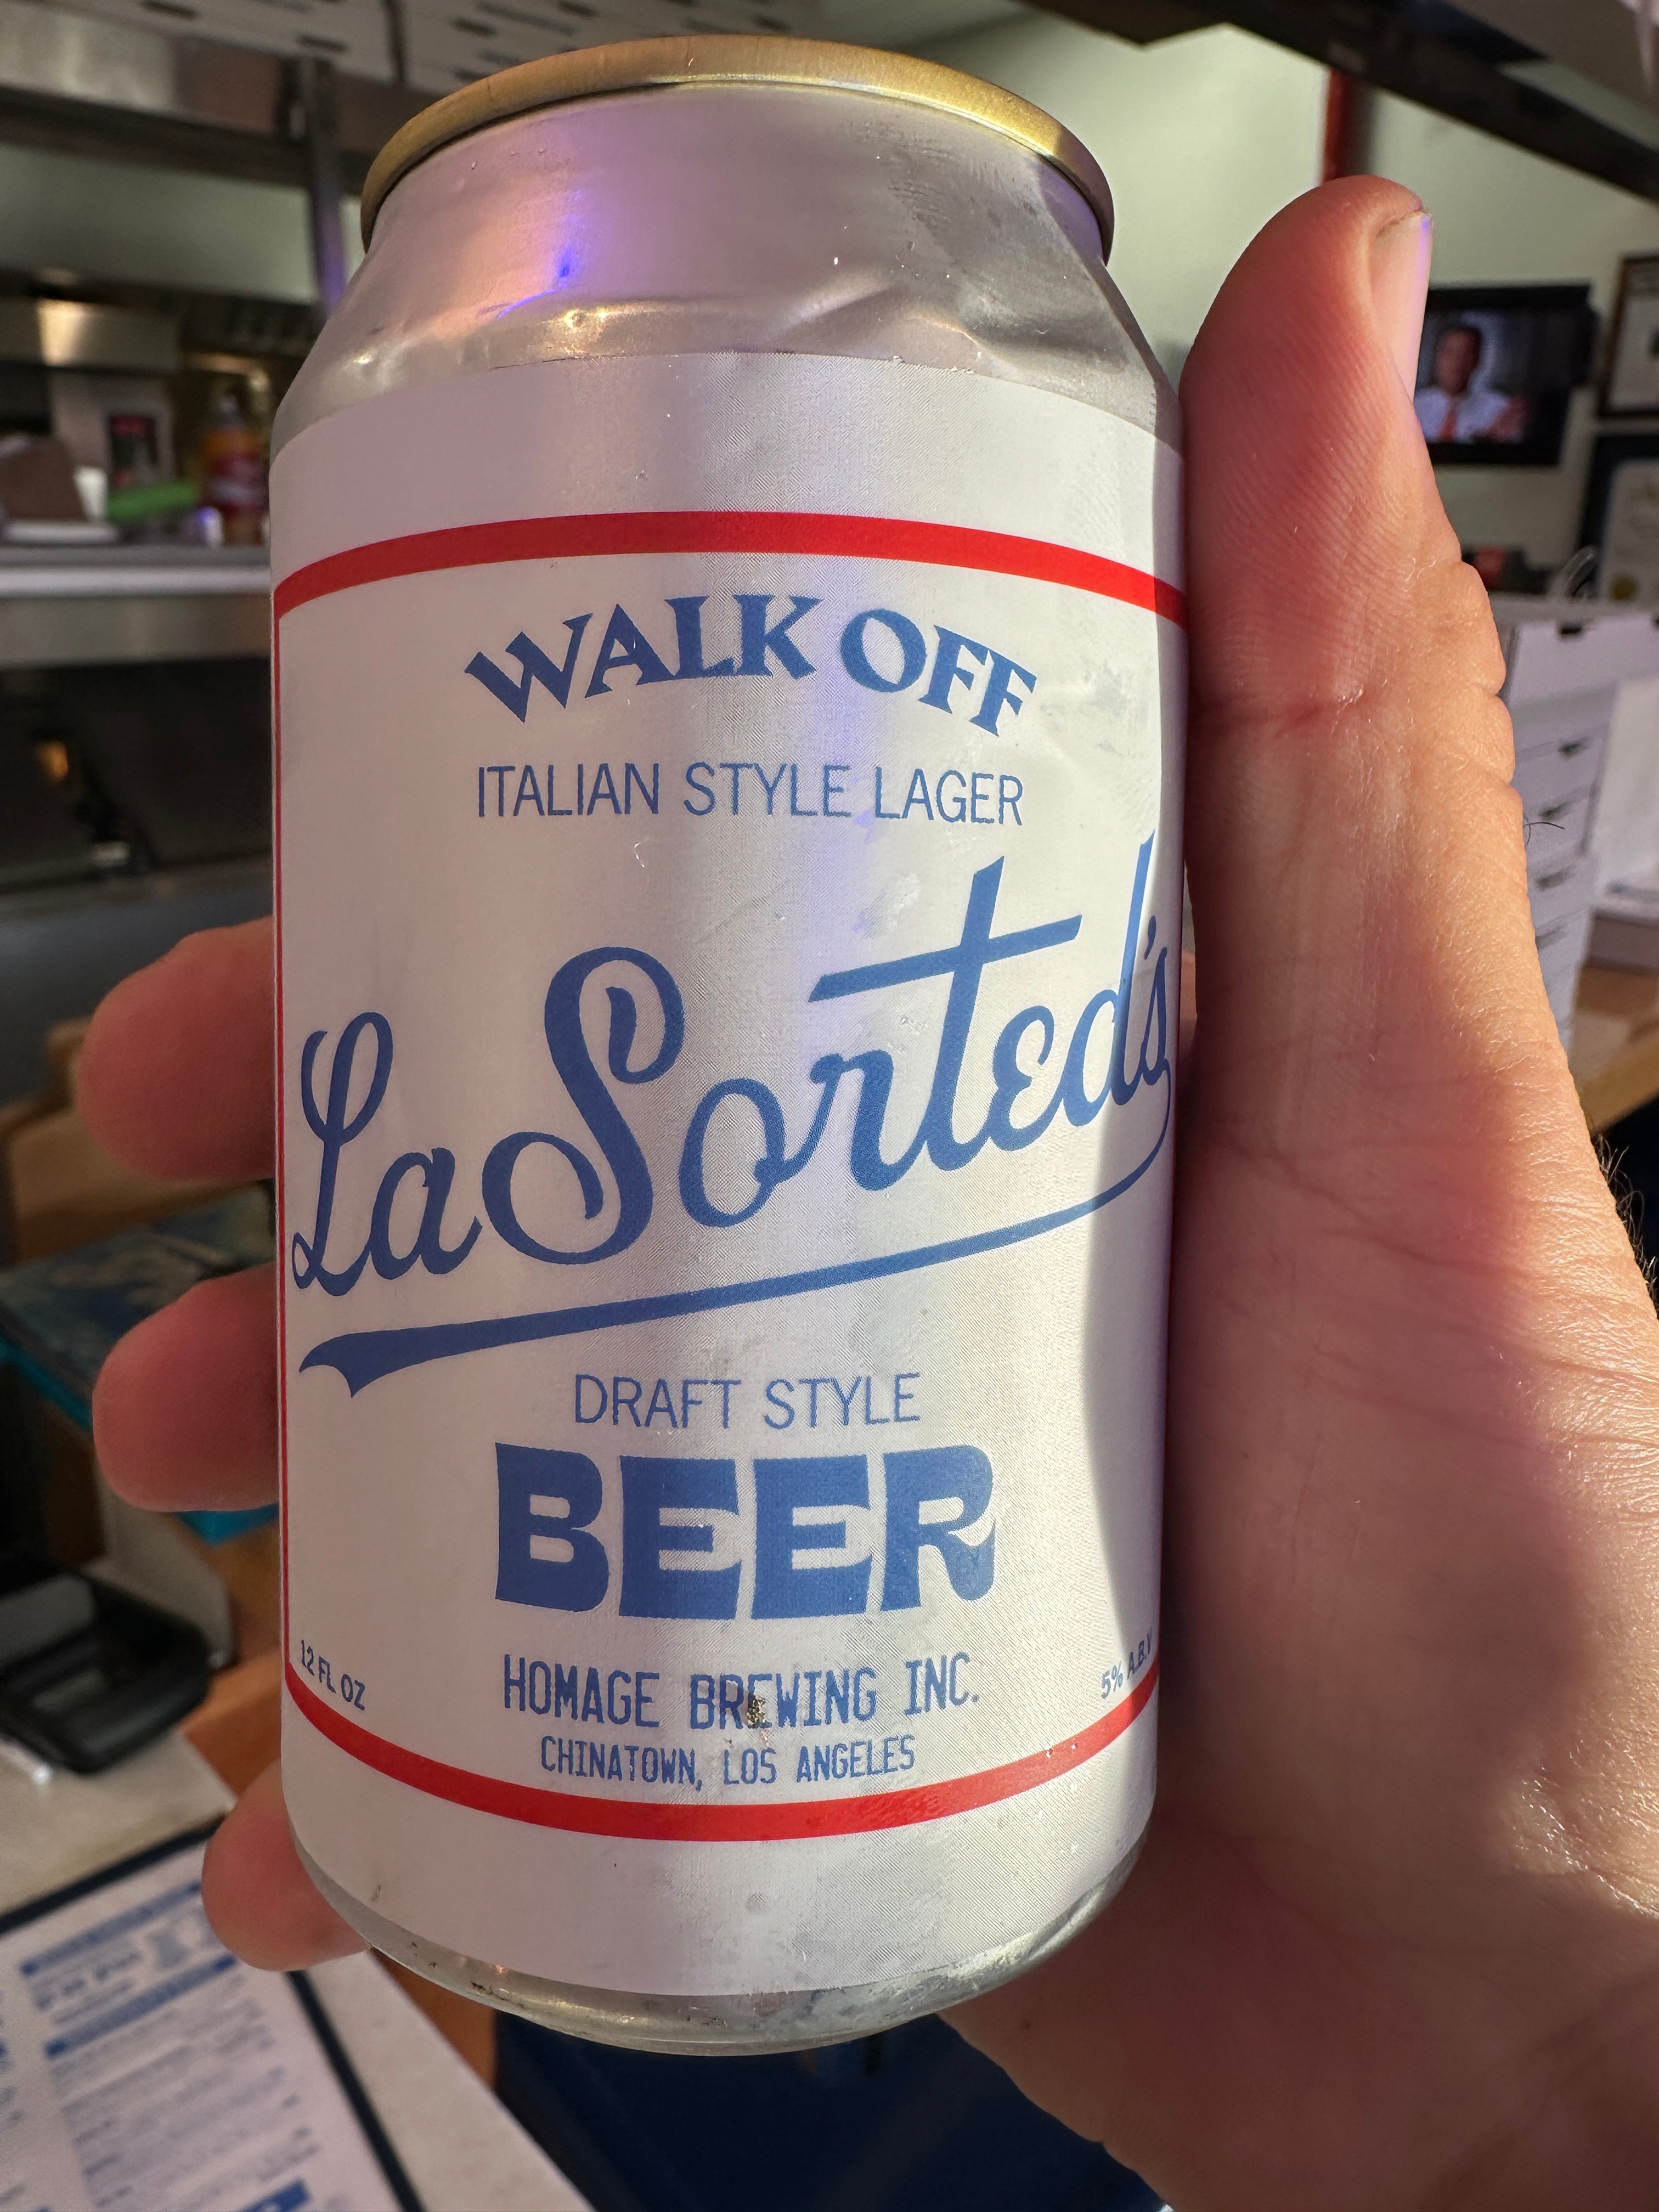 WALK OFF
ITALIAN STYLE LAGER
LaSorted's
DRAFT STYLE
BEER
12 FL OZ
5% A.B.V
HOMAGE BREWING INC.
CHINATOWN, LOS ANGELES